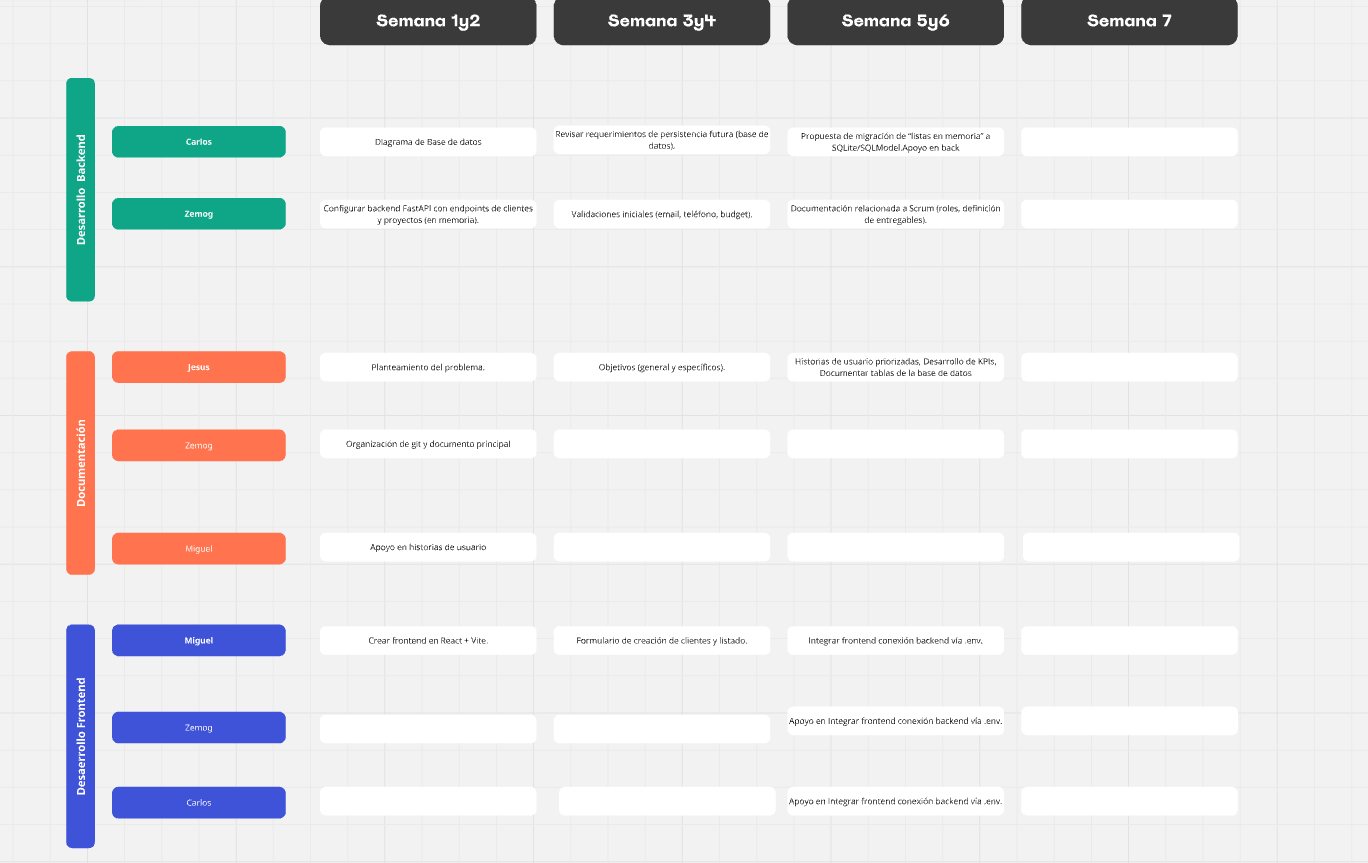 Semana 1y2
Semana 3y4
Semana 5y6
Semana 7
Desarrollo Backend
Carlos
Diagrama de Base de datos
Revisar requerimientos de persistencia futura (base de
datos).
Propuesta de migración de “listas en memoria” a
SQLite/SQLModel.Apoyo en back
Zemog
Configurar backend FastAPI con endpoints de clientes
y proyectos (en memoria).
Validaciones iniciales (email, teléfono, budget).
Documentación relacionada a Scrum (roles, definición
de entregables).
Documentación
Jesus
Planteamiento del problema.
Objetivos (general y específicos).
Historias de usuario priorizadas, Desarrollo de KPIs,
Documentar tablas de la base de datos
Zemog
Organización de git y documento principal
Miguel
Apoyo en historias de usuario
Desaerrollo Frontend
Miguel
Crear frontend en React + Vite.
Formulario de creación de clientes y listado.
Integrar frontend conexión backend vía .env.
Zemog
Apoyo en Integrar frontend conexión backend vía .env.
Carlos
Apoyo en Integrar frontend conexión backend vía .env.